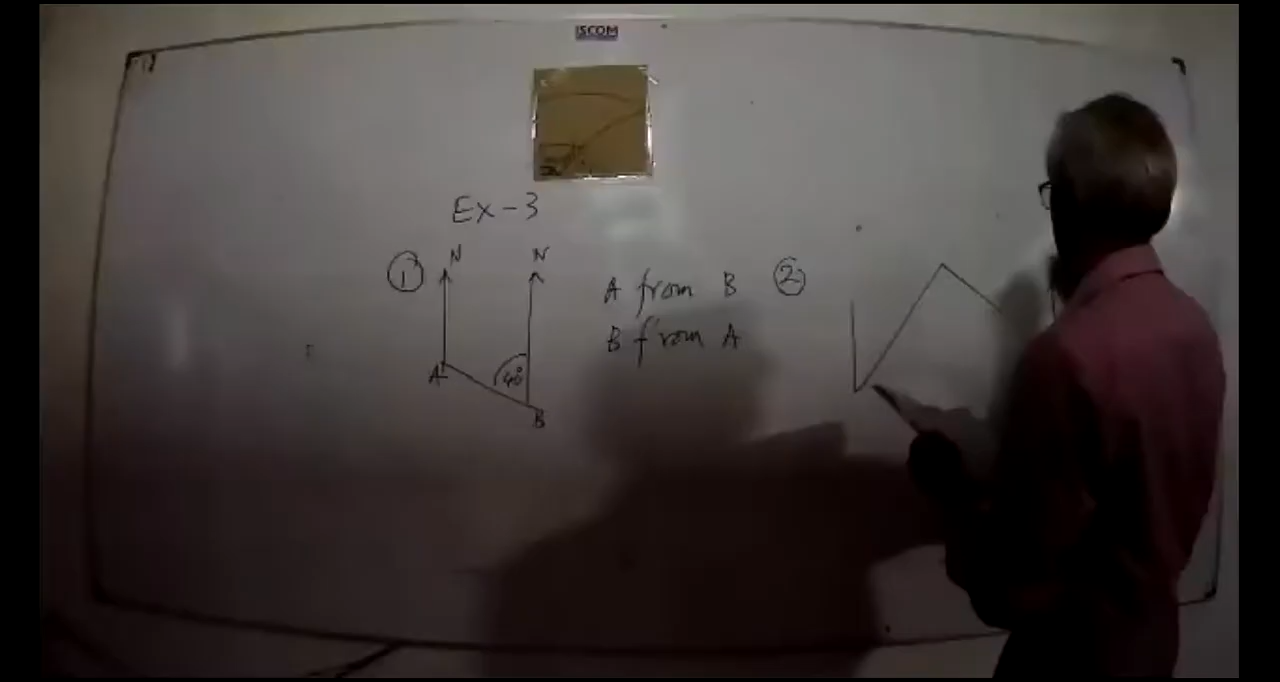 ISCOM
Ex-3
① N N
A 40° B
A from B
B from A
②